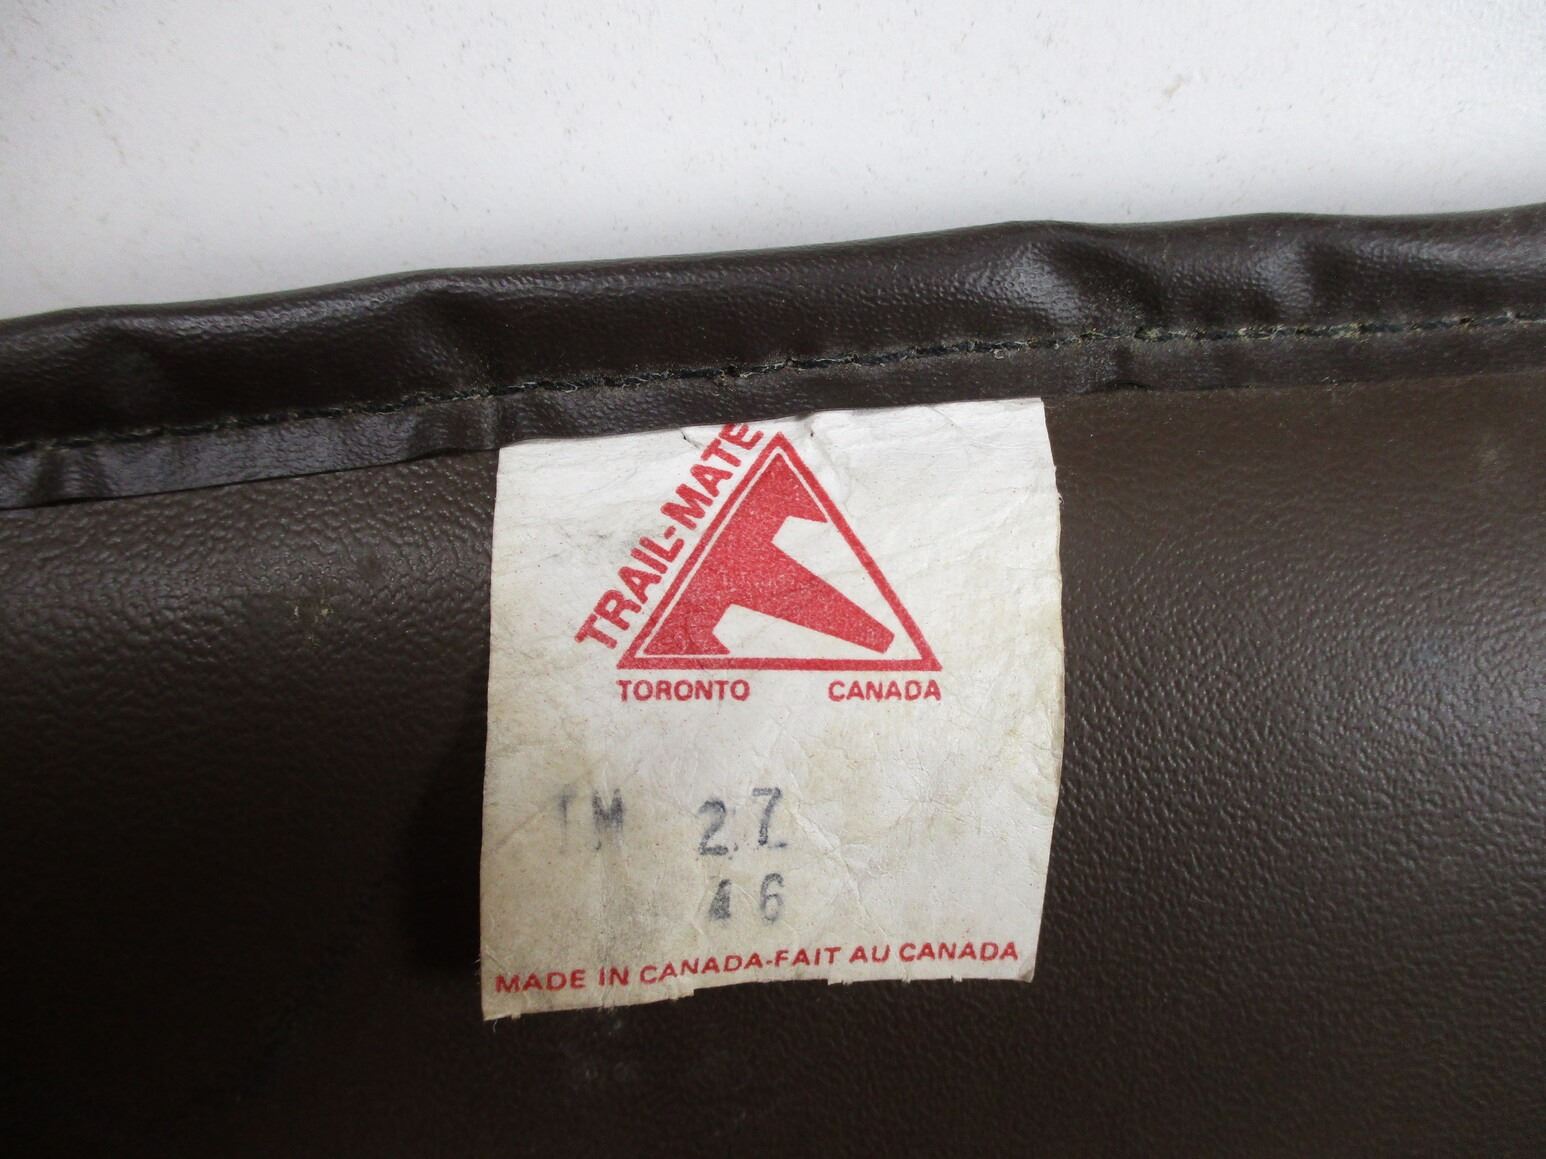 TRAIL-MATE
TORONTO CANADA
TM 27
46
MADE IN CANADA-FAIT AU CANADA